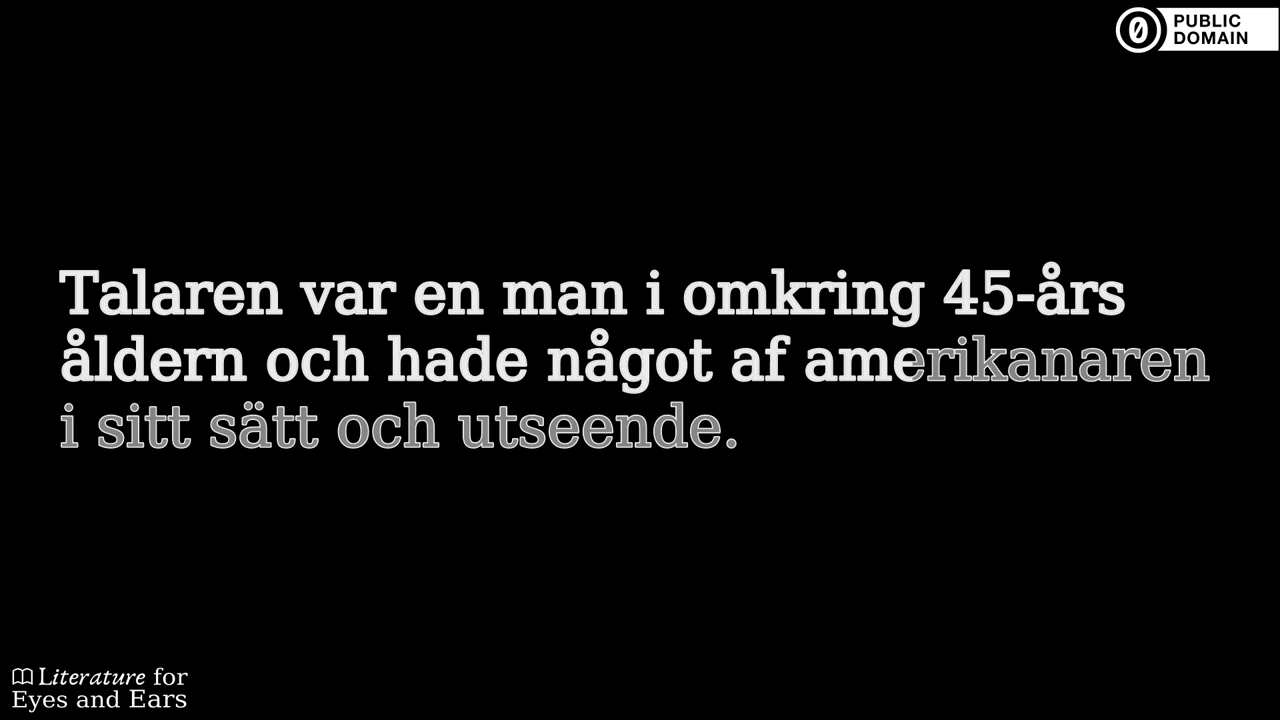 PUBLIC
DOMAIN
Talaren var en man i omkring 45-års
åldern och hade något af amerikanaren
i sitt sätt och utseende.
Literature for
Eyes and Ears